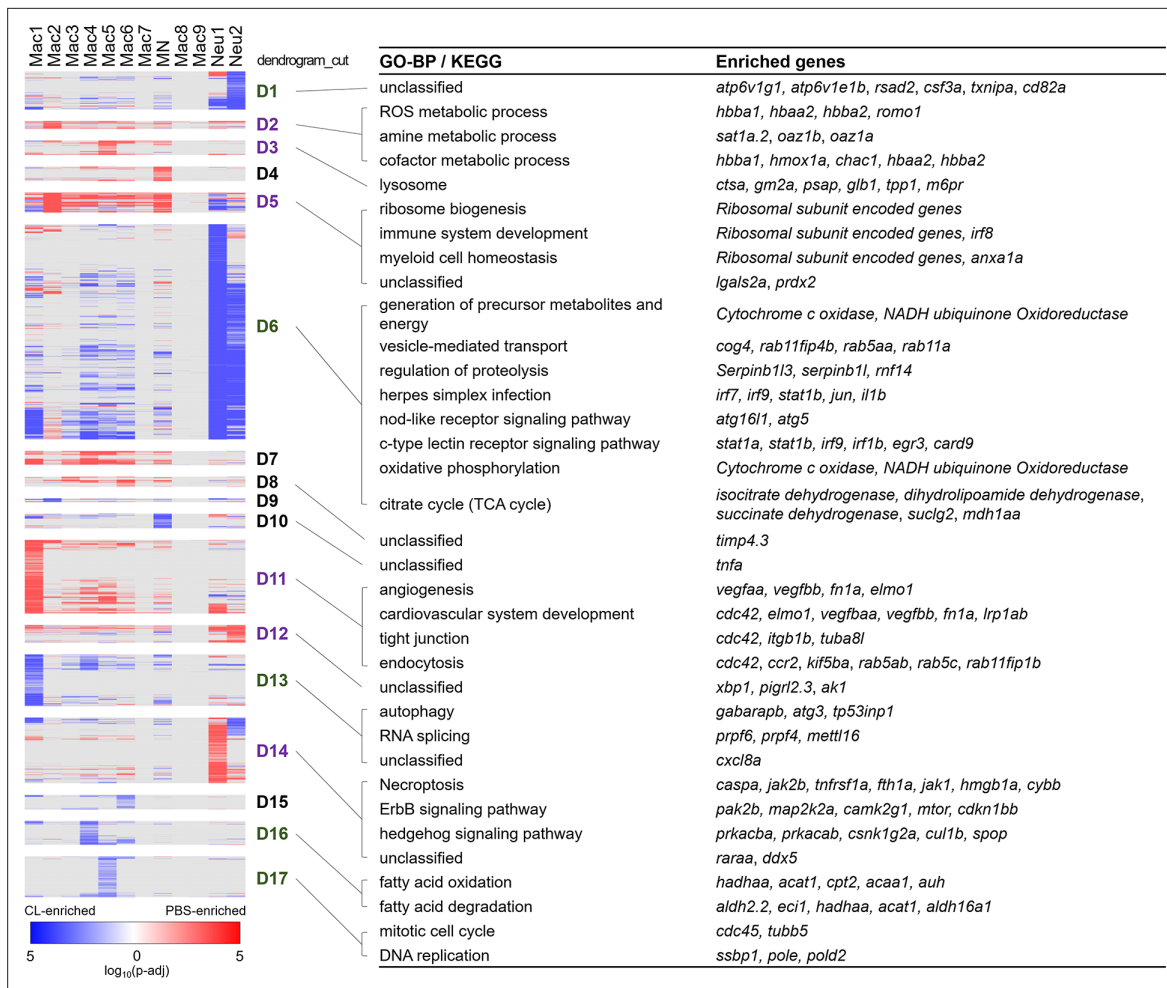 Mac1 Mac2 Mac3 Mac4 Mac5 Mac6 Mac7 MN Mac8 Mac9 Neu1 Neu2
dendrogram_cut
GO-BP / KEGG Enriched genes
D1 unclassified atp6v1g1, atp6v1e1b, rsad2, csf3a, txnipa, cd82a
ROS metabolic process hbba1, hbaa2, hbba2, romo1
D2 amine metabolic process sat1a.2, oaz1b, oaz1a
D3 cofactor metabolic process hbba1, hmox1a, chac1, hbaa2, hbba2
D4 lysosome ctsa, gm2a, psap, glb1, tpp1, m6pr
D5 ribosome biogenesis Ribosomal subunit encoded genes
immune system development Ribosomal subunit encoded genes, irf8
myeloid cell homeostasis Ribosomal subunit encoded genes, anxa1a
unclassified lgals2a, prdx2
generation of precursor metabolites and
energy Cytochrome c oxidase, NADH ubiquinone Oxidoreductase
D6
vesicle-mediated transport cog4, rab11fip4b, rab5aa, rab11a
regulation of proteolysis Serpinb1l3, serpinb1l, rnf14
herpes simplex infection irf7, irf9, stat1b, jun, il1b
nod-like receptor signaling pathway atg16l1, atg5
c-type lectin receptor signaling pathway stat1a, stat1b, irf9, irf1b, egr3, card9
D7 oxidative phosphorylation Cytochrome c oxidase, NADH ubiquinone Oxidoreductase
D8
D9 citrate cycle (TCA cycle) isocitrate dehydrogenase, dihydrolipoamide dehydrogenase,
succinate dehydrogenase, suclg2, mdh1aa
D10
unclassified timp4.3
unclassified tnfa
D11 angiogenesis vegfaa, vegfbb, fn1a, elmo1
cardiovascular system development cdc42, elmo1, vegfbaa, vegfbb, fn1a, lrp1ab
D12 tight junction cdc42, itgb1b, tuba8l
endocytosis cdc42, ccr2, kif5ba, rab5ab, rab5c, rab11fip1b
D13 unclassified xbp1, pigrl2.3, ak1
autophagy gabarapb, atg3, tp53inp1
RNA splicing prpf6, prpf4, mettl16
D14 unclassified cxcl8a
Necroptosis caspa, jak2b, tnfrsf1a, fth1a, jak1, hmgb1a, cybb
D15 ErbB signaling pathway pak2b, map2k2a, camk2g1, mtor, cdkn1bb
D16 hedgehog signaling pathway prkacba, prkacab, csnk1g2a, cul1b, spop
unclassified raraa, ddx5
D17 fatty acid oxidation hadhaa, acat1, cpt2, acaa1, auh
fatty acid degradation aldh2.2, eci1, hadhaa, acat1, aldh16a1
mitotic cell cycle cdc45, tubb5
DNA replication ssbp1, pole, pold2
CL-enriched PBS-enriched
5 0 5
log10(p-adj)